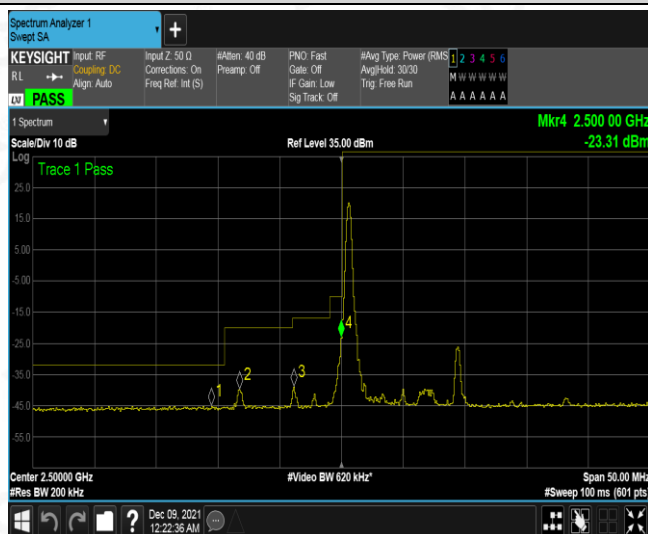 Spectrum Analyzer 1
Swept SA
KEYSIGHT
RL
LXI PASS
Input: RF
Coupling: DC
Align: Auto
Input Z: 50 Ω
Corrections: On
Freq Ref: Int (S)
#Atten: 40 dB
Preamp: Off
PNO: Fast
Gate: Off
IF Gain: Low
Sig Track: Off
#Avg Type: Power (RMS
Avg|Hold: 30/30
Trig: Free Run
1 2 3 4 5 6
M W W W W W
A A A A A A
1 Spectrum
Scale/Div 10 dB
Ref Level 35.00 dBm
Mkr4 2.500 00 GHz
-23.31 dBm
Log
Trace 1 Pass
25.0
15.0
5.00
-5.00
-15.0
-25.0
-35.0
-45.0
-55.0
1
2
3
4
Center 2.50000 GHz
#Video BW 620 kHz*
Span 50.00 MHz
#Res BW 200 kHz
#Sweep 100 ms (601 pts)
?
Dec 09, 2021
12:22:36 AM